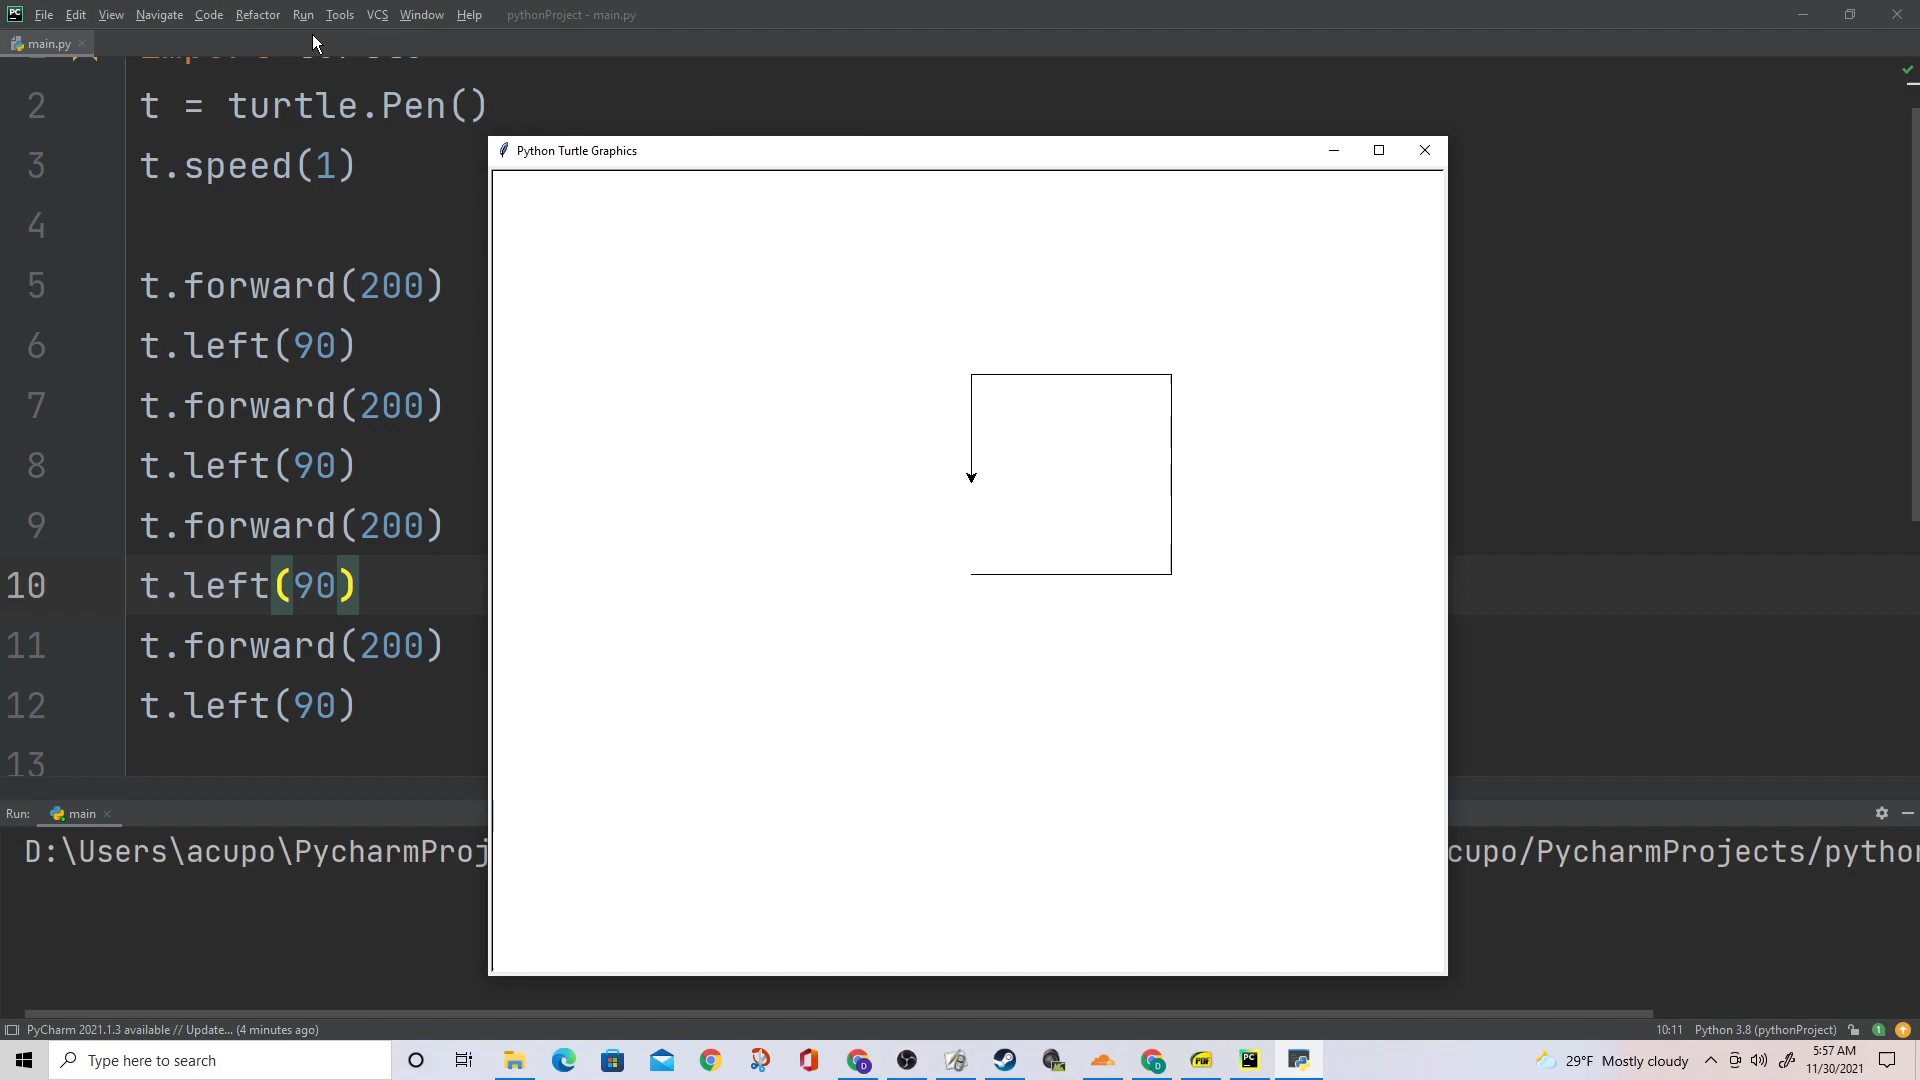 File Edit View Navigate Code Refactor Run Tools VCS Window Help pythonProject - main.py
main.py
2 t = turtle.Pen()
3 t.speed(1)
4
5 t.forward(200)
6 t.left(90)
7 t.forward(200)
8 t.left(90)
9 t.forward(200)
10 t.left(90)
11 t.forward(200)
12 t.left(90)
13
Python Turtle Graphics
Run: main
D:\Users\acupo\PycharmProj cupo/PycharmProjects/python
PyCharm 2021.1.3 available // Update... (4 minutes ago) 10:11 Python 3.8 (pythonProject) 1
Type here to search 29°F Mostly cloudy 5:57 AM
11/30/2021